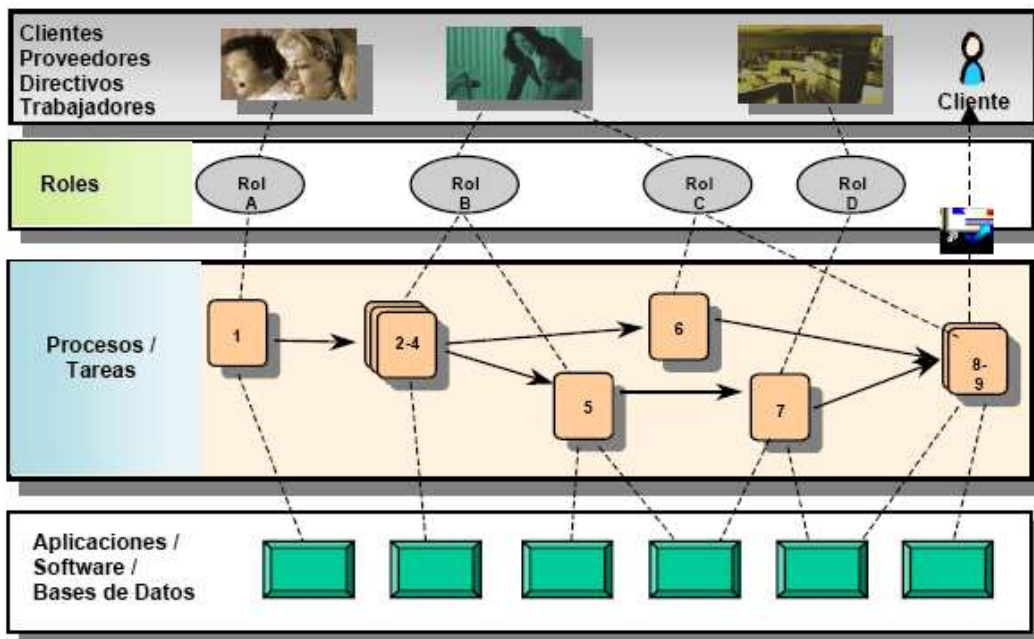 Clientes
Proveedores
Directivos
Trabajadores
Cliente
Roles
Rol
A
Rol
B
Rol
C
Rol
D
Procesos /
Tareas
1
2-4
6
5
7
8-
9
Aplicaciones /
Software /
Bases de Datos